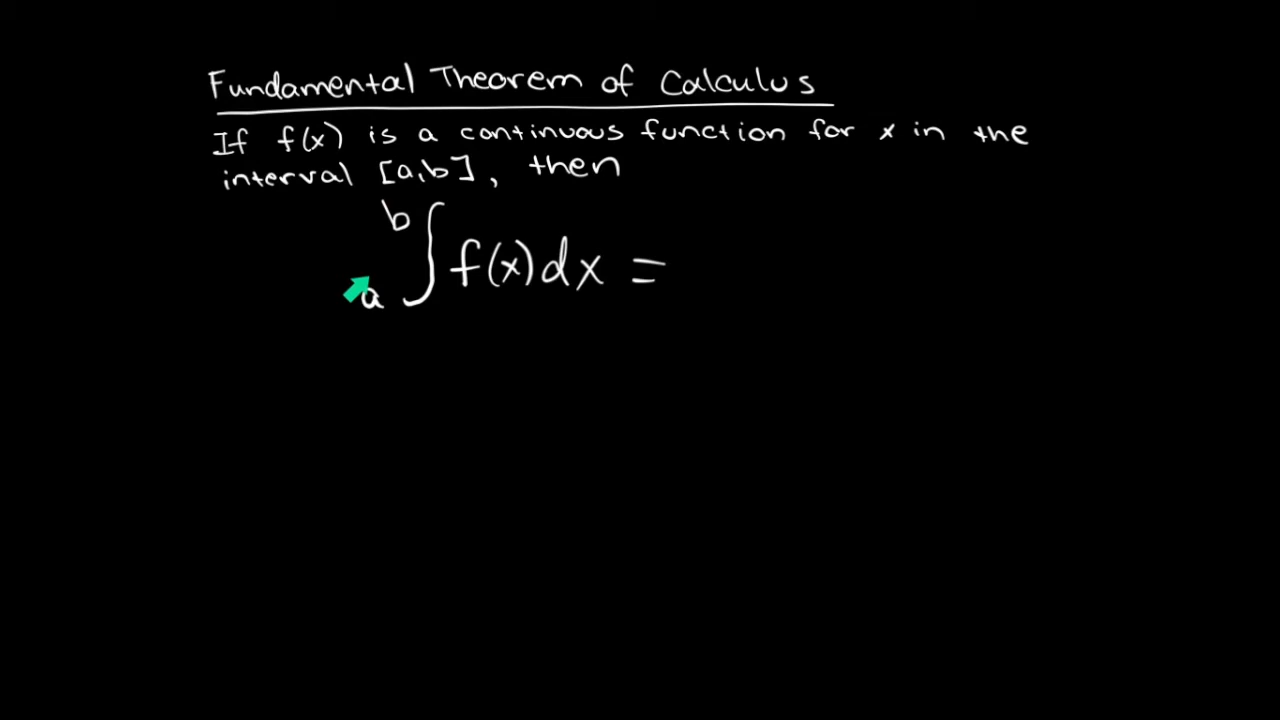 Fundamental Theorem of Calculus
If f(x) is a continuous function for x in the
interval [a,b], then
b
∫ f(x)dx =
a